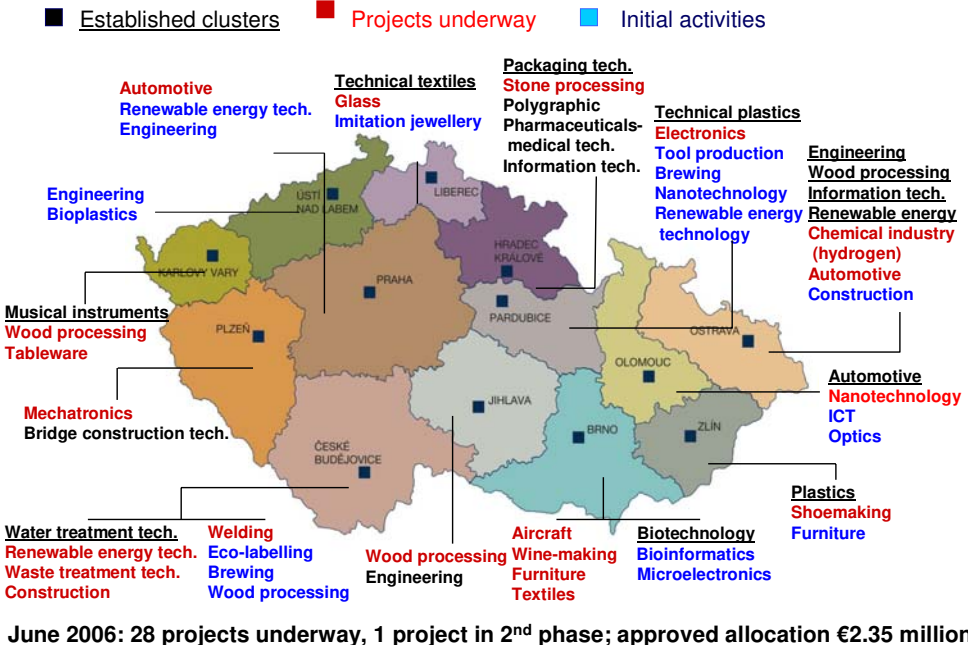 Established clusters
Projects underway
Initial activities
Automotive
Renewable energy tech.
Engineering
Technical textiles
Glass
Imitation jewellery
Packaging tech.
Stone processing
Polygraphic
Pharmaceuticals-
medical tech.
Information tech.
Technical plastics
Electronics
Tool production
Brewing
Nanotechnology
Renewable energy
technology
Engineering
Wood processing
Information tech.
Renewable energy
Chemical industry
(hydrogen)
Automotive
Construction
Engineering
Bioplastics
ÚSTÍ
NAD LABEM
LIBEREC
HRADEC
KRÁLOVÉ
KARLOVY VARY
PRAHA
PARDUBICE
PLZEŇ
OSTRAVA
OLOMOUC
JIHLAVA
BRNO
ZLÍN
ČESKÉ
BUDĚJOVICE
Musical instruments
Wood processing
Tableware
Mechatronics
Bridge construction tech.
Automotive
Nanotechnology
ICT
Optics
Plastics
Shoemaking
Furniture
Water treatment tech.
Renewable energy tech.
Waste treatment tech.
Construction
Welding
Eco-labelling
Brewing
Wood processing
Wood processing
Engineering
Aircraft
Wine-making
Furniture
Textiles
Biotechnology
Bioinformatics
Microelectronics
June 2006: 28 projects underway, 1 project in 2nd phase; approved allocation €2.35 million